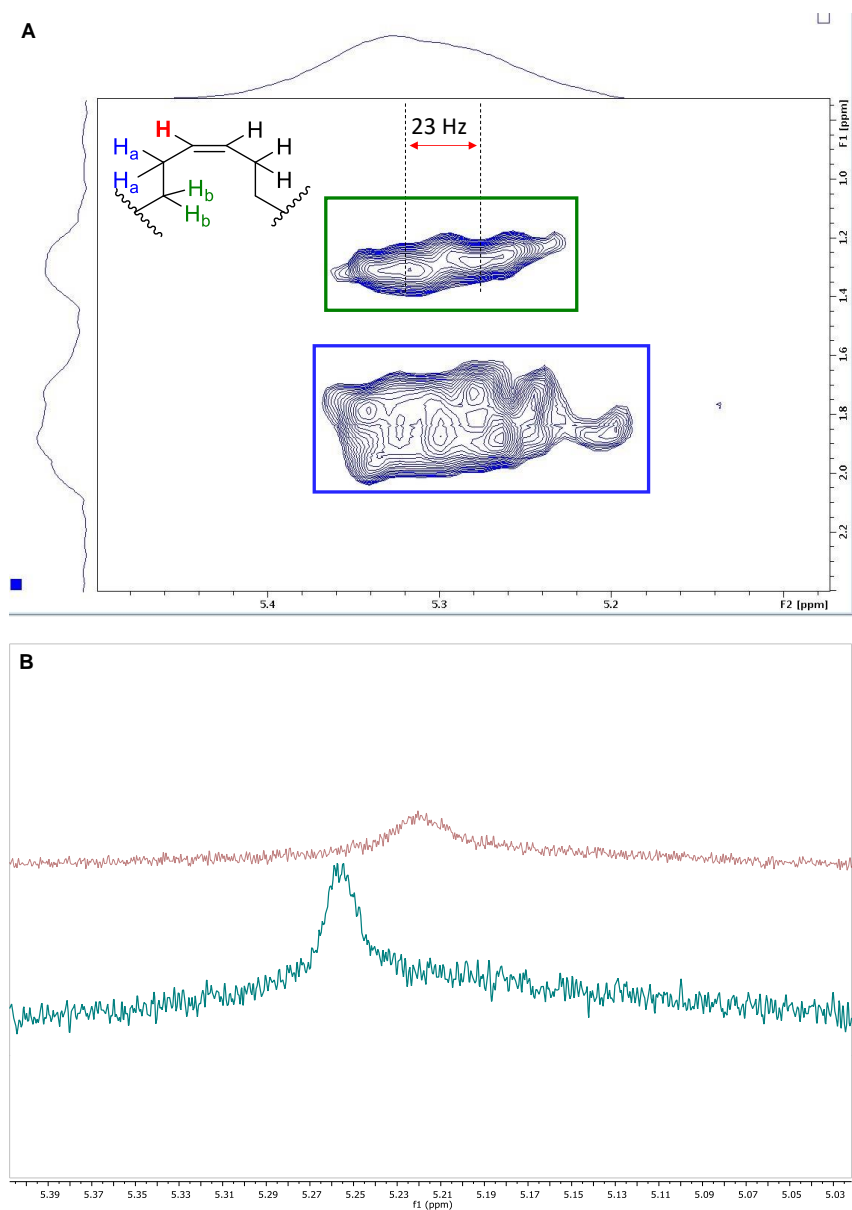 A
23 Hz
H
H
Ha
H
Ha
Hb
H
Hb
F1 [ppm]
1.0
1.2
1.4
1.6
1.8
2.0
2.2
5.4
5.3
5.2
F2 [ppm]
B
5.39
5.37
5.35
5.33
5.31
5.29
5.27
5.25
5.23
5.21
5.19
5.17
5.15
5.13
5.11
5.09
5.07
5.05
5.03
f1 (ppm)